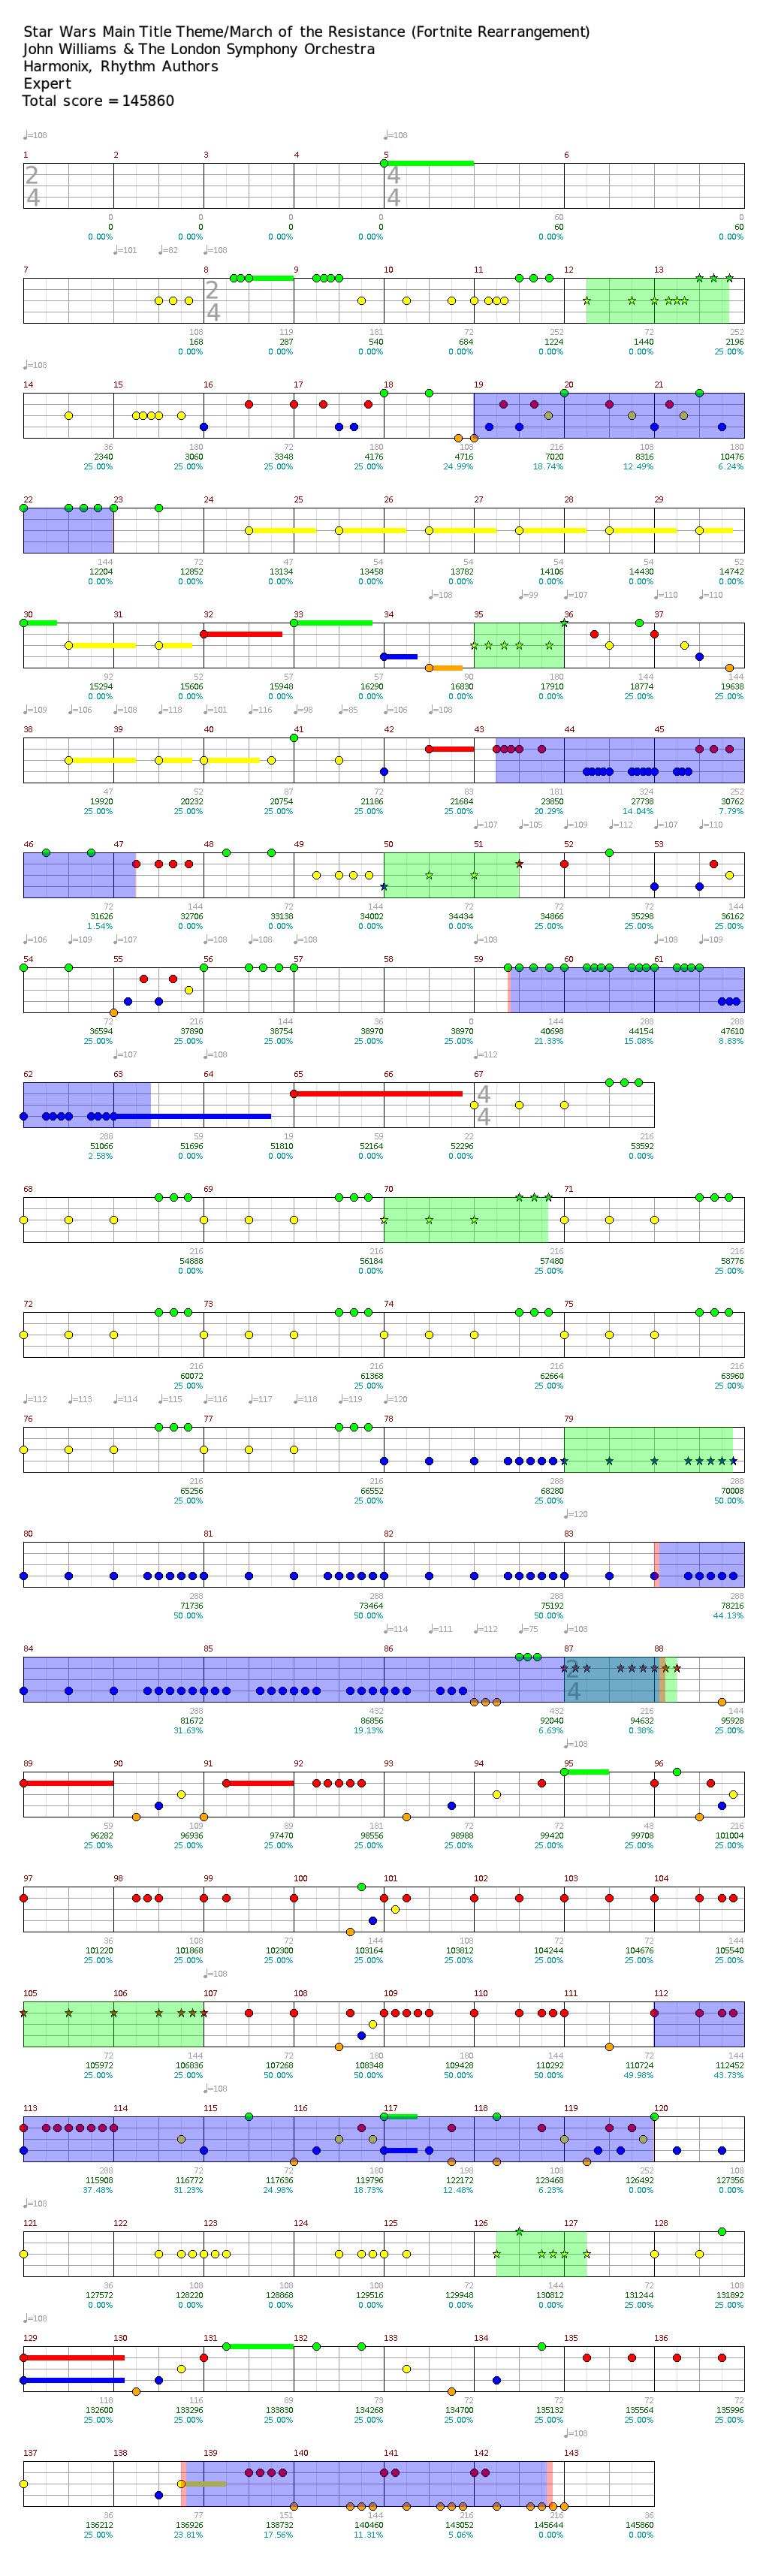 Star Wars Main Title Theme/March of the Resistance (Fortnite Rearrangement)
John Williams & The London Symphony Orchestra
Harmonix, Rhythm Authors
Expert
Total score = 145860
♩=108 ♩=108
1 2 3 4 5 6
2 4 4 4
0 0 0 0 60 0
0 0 0 0 60 60
0.00% 0.00% 0.00% 0.00% 0.00% 0.00%
♩=101 ♩=82 ♩=108
7 8 9 10 11 12 13
2 4
108 119 181 72 252 72 252
168 287 540 684 1224 1440 2196
0.00% 0.00% 0.00% 0.00% 0.00% 0.00% 25.00%
♩=108
14 15 16 17 18 19 20 21
36 180 72 180 108 216 108 180
2340 3060 3348 4176 4716 7020 8316 10476
25.00% 25.00% 25.00% 25.00% 24.99% 18.74% 12.49% 6.24%
22 23 24 25 26 27 28 29
144 72 47 54 54 54 54 52
12204 12852 13134 13458 13782 14106 14430 14742
0.00% 0.00% 0.00% 0.00% 0.00% 0.00% 0.00% 0.00%
♩=108 ♩=99 ♩=107 ♩=110 ♩=110
30 31 32 33 34 35 36 37
92 52 57 57 90 180 144 144
15294 15606 15948 16290 16830 17910 18774 19638
0.00% 0.00% 0.00% 0.00% 0.00% 25.00% 25.00% 25.00%
♩=109 ♩=106 ♩=108 ♩=118 ♩=101 ♩=116 ♩=98 ♩=85 ♩=106 ♩=108
38 39 40 41 42 43 44 45
47 52 87 72 83 181 324 252
19920 20232 20754 21186 21684 23850 27738 30762
25.00% 25.00% 25.00% 25.00% 25.00% 20.29% 14.04% 7.79%
♩=107 ♩=105 ♩=109 ♩=112 ♩=107 ♩=110
46 47 48 49 50 51 52 53
72 144 72 144 72 72 72 144
31626 32706 33138 34002 34434 34866 35298 36162
1.54% 0.00% 0.00% 0.00% 0.00% 25.00% 25.00% 25.00%
♩=106 ♩=109 ♩=107 ♩=108 ♩=108 ♩=108 ♩=108 ♩=108 ♩=109
54 55 56 57 58 59 60 61
72 216 144 36 0 144 288 288
36594 37890 38754 38970 38970 40698 44154 47610
25.00% 25.00% 25.00% 25.00% 25.00% 21.33% 15.08% 8.83%
♩=107 ♩=108 ♩=112
62 63 64 65 66 67
4 4
288 59 19 59 22 216
51066 51696 51810 52164 52296 53592
2.58% 0.00% 0.00% 0.00% 0.00% 0.00%
68 69 70 71
216 216 216 216
54888 56184 57480 58776
0.00% 0.00% 25.00% 25.00%
72 73 74 75
216 216 216 216
60072 61368 62664 63960
25.00% 25.00% 25.00% 25.00%
♩=112 ♩=113 ♩=114 ♩=115 ♩=116 ♩=117 ♩=118 ♩=119 ♩=120
76 77 78 79
216 216 288 288
65256 66552 68280 70008
25.00% 25.00% 25.00% 50.00%
♩=120
80 81 82 83
288 288 288 288
71736 73464 75192 78216
50.00% 50.00% 50.00% 44.13%
♩=114 ♩=111 ♩=112 ♩=75 ♩=108
84 85 86 87 88
2 4
288 432 432 216 144
81672 86856 92040 94632 95928
31.63% 19.13% 6.63% 0.38% 25.00%
♩=108
89 90 91 92 93 94 95 96
59 109 89 181 72 72 48 216
96282 96936 97470 98556 98988 99420 99708 101004
25.00% 25.00% 25.00% 25.00% 25.00% 25.00% 25.00% 25.00%
97 98 99 100 101 102 103 104
36 108 72 144 108 72 72 144
101220 101868 102300 103164 103812 104244 104676 105540
25.00% 25.00% 25.00% 25.00% 25.00% 25.00% 25.00% 25.00%
♩=108
105 106 107 108 109 110 111 112
72 144 72 180 180 144 72 144
105972 106836 107268 108348 109428 110292 110724 112452
25.00% 25.00% 50.00% 50.00% 50.00% 50.00% 49.98% 43.73%
♩=108
113 114 115 116 117 118 119 120
288 72 72 180 198 108 252 108
115908 116772 117636 119796 122172 123468 126492 127356
37.48% 31.23% 24.98% 18.73% 12.48% 6.23% 0.00% 0.00%
♩=108
121 122 123 124 125 126 127 128
36 108 108 108 72 144 72 108
127572 128220 128868 129516 129948 130812 131244 131892
0.00% 0.00% 0.00% 0.00% 0.00% 0.00% 25.00% 25.00%
♩=108
129 130 131 132 133 134 135 136
118 116 89 73 72 72 72 72
132600 133296 133830 134268 134700 135132 135564 135996
25.00% 25.00% 25.00% 25.00% 25.00% 25.00% 25.00% 25.00%
♩=108
137 138 139 140 141 142 143
36 77 151 144 216 216 36
136212 136926 138732 140460 143052 145644 145860
25.00% 23.81% 17.56% 11.31% 5.06% 0.00% 0.00%